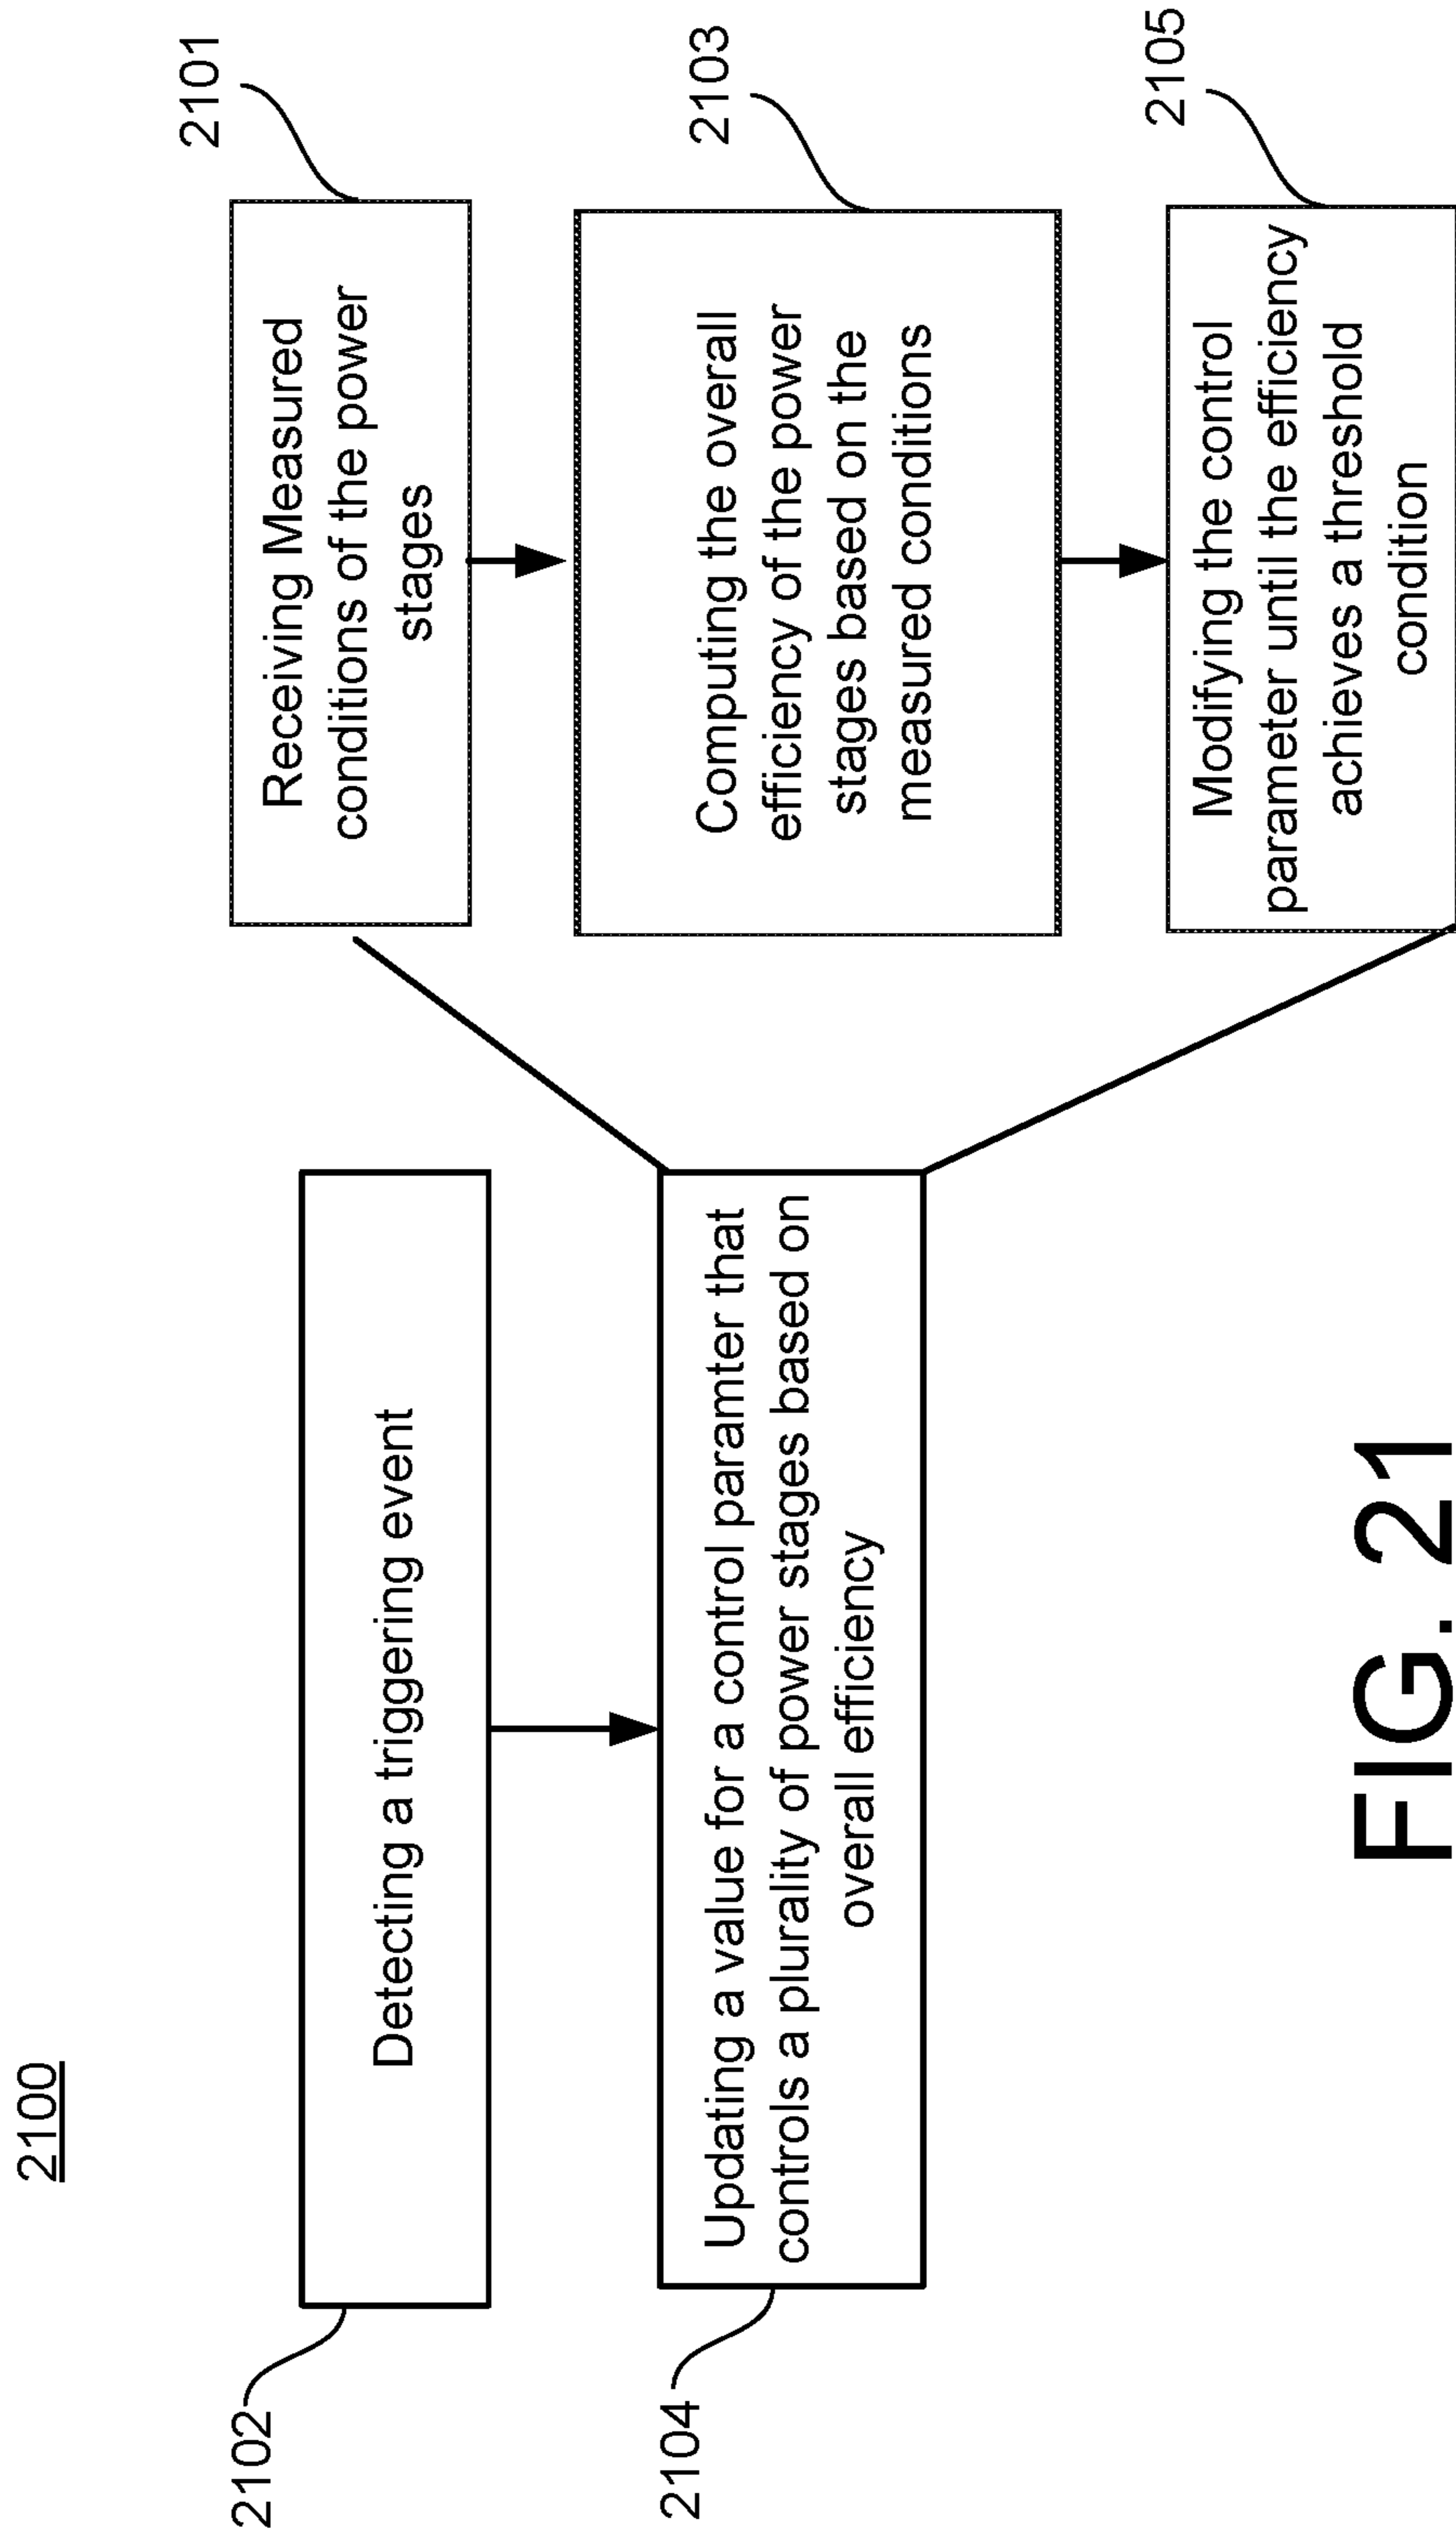 2100
2102
Detecting a triggering event
2104
Updating a value for a control paramter that
controls a plurality of power stages based on
overall efficiency
2101
Receiving Measured
conditions of the power
stages
2103
Computing the overall
efficiency of the power
stages based on the
measured conditions
2105
Modifying the control
parameter until the efficiency
achieves a threshold
condition
FIG. 21